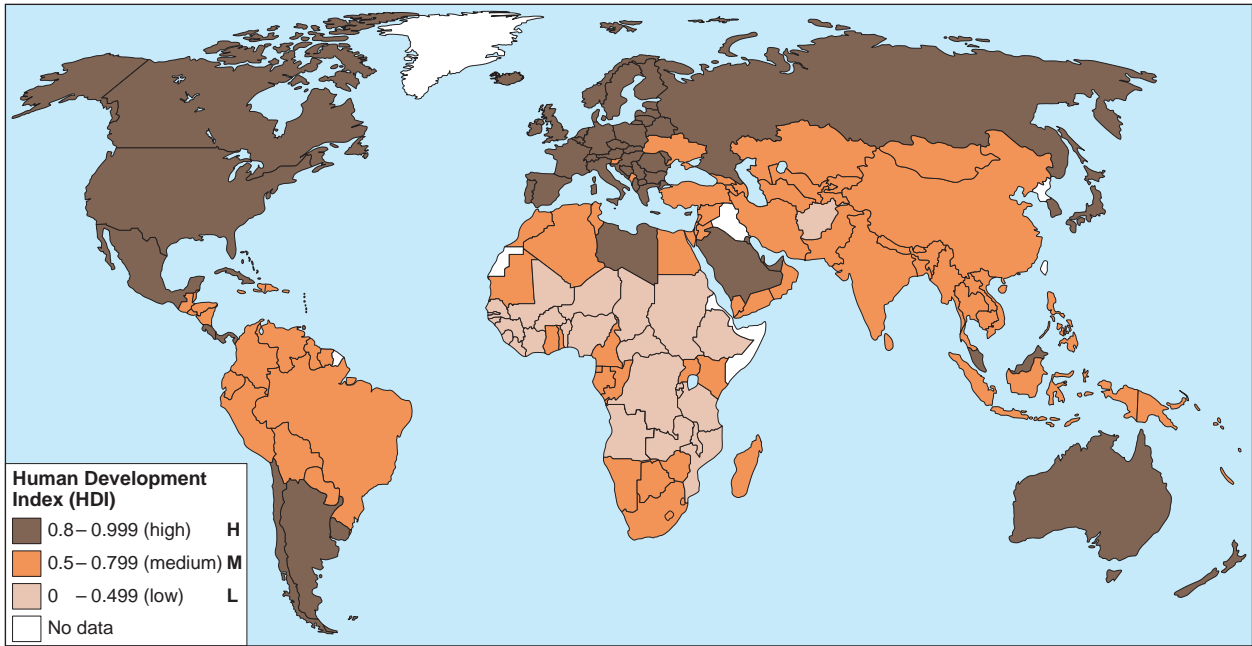 Human Development
Index (HDI)
0.8 – 0.999 (high) H
0.5 – 0.799 (medium) M
0 – 0.499 (low) L
No data